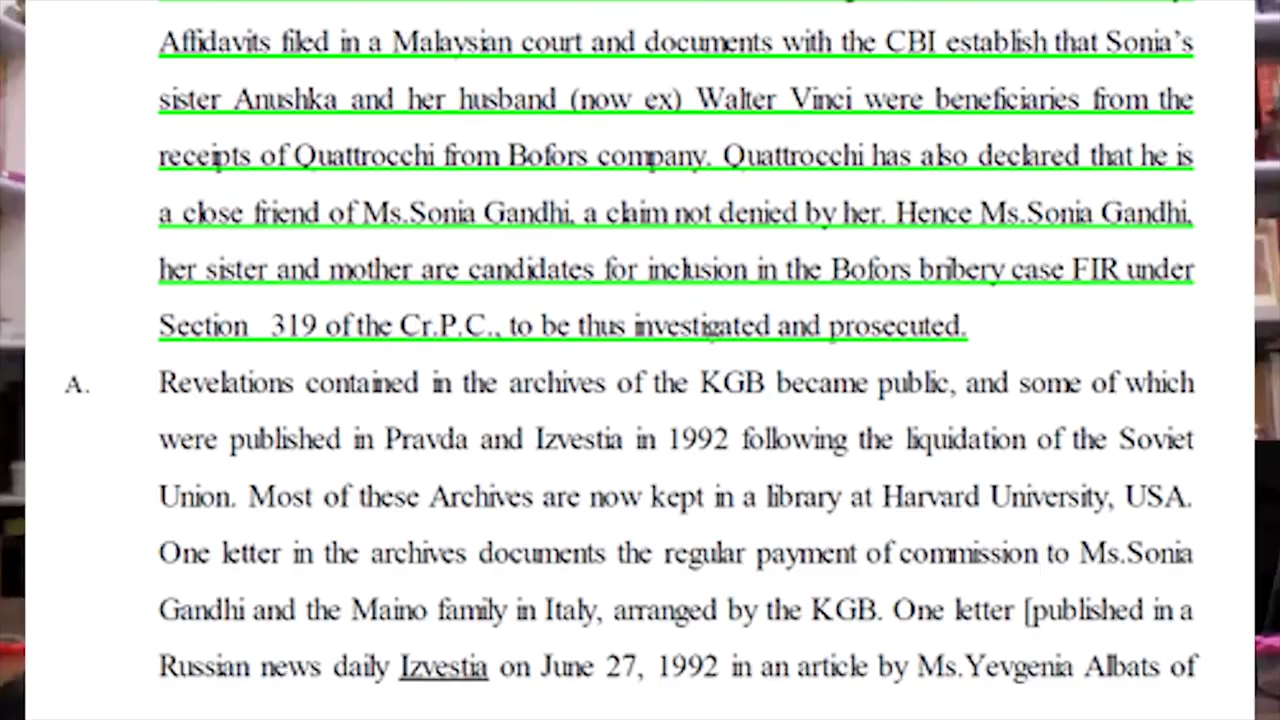 Affidavits filed in a Malaysian court and documents with the CBI establish that Sonia's
sister Anushka and her husband (now ex) Walter Vinci were beneficiaries from the
receipts of Quattrocchi from Bofors company. Quattrocchi has also declared that he is
a close friend of Ms.Sonia Gandhi, a claim not denied by her. Hence Ms.Sonia Gandhi,
her sister and mother are candidates for inclusion in the Bofors bribery case FIR under
Section 319 of the Cr.P.C., to be thus investigated and prosecuted.
A. Revelations contained in the archives of the KGB became public, and some of which
were published in Pravda and Izvestia in 1992 following the liquidation of the Soviet
Union. Most of these Archives are now kept in a library at Harvard University, USA.
One letter in the archives documents the regular payment of commission to Ms.Sonia
Gandhi and the Maino family in Italy, arranged by the KGB. One letter [published in a
Russian news daily Izvestia on June 27, 1992 in an article by Ms.Yevgenia Albats of